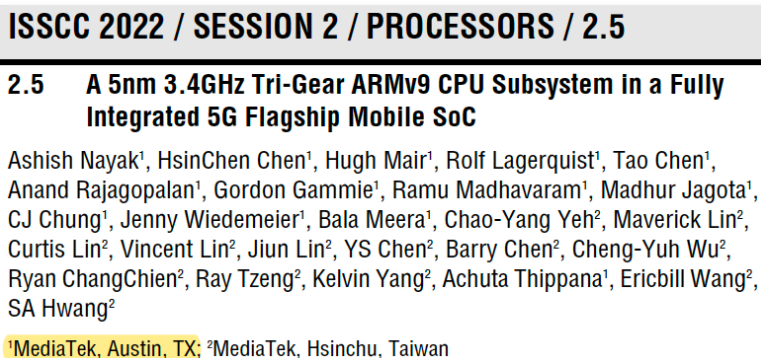 ISSCC 2022 / SESSION 2 / PROCESSORS / 2.5
2.5 A 5nm 3.4GHz Tri-Gear ARMv9 CPU Subsystem in a Fully
Integrated 5G Flagship Mobile SoC
Ashish Nayak¹, HsinChen Chen¹, Hugh Mair¹, Rolf Lagerquist¹, Tao Chen¹,
Anand Rajagopalan¹, Gordon Gammie¹, Ramu Madhavaram¹, Madhur Jagota¹,
CJ Chung¹, Jenny Wiedemeier¹, Bala Meera¹, Chao-Yang Yeh², Maverick Lin²,
Curtis Lin², Vincent Lin², Jiun Lin², YS Chen², Barry Chen², Cheng-Yuh Wu²,
Ryan ChangChien², Ray Tzeng², Kelvin Yang², Achuta Thippana¹, Ericbill Wang²,
SA Hwang²
¹MediaTek, Austin, TX; ²MediaTek, Hsinchu, Taiwan